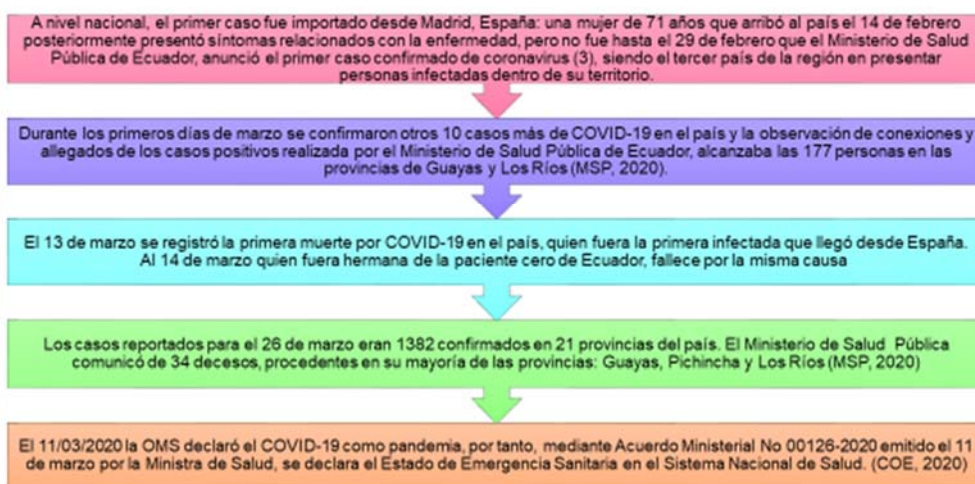 A nivel nacional, el primer caso fue importado desde Madrid, España: una mujer de 71 años que arribó al país el 14 de febrero
posteriormente presentó síntomas relacionados con la enfermedad, pero no fue hasta el 29 de febrero que el Ministerio de Salud
Pública de Ecuador, anunció el primer caso confirmado de coronavirus (3), siendo el tercer país de la región en presentar
personas infectadas dentro de su territorio.
Durante los primeros días de marzo se confirmaron otros 10 casos más de COVID-19 en el país y la observación de conexiones y
allegados de los casos positivos realizada por el Ministerio de Salud Pública de Ecuador, alcanzaba las 177 personas en las
provincias de Guayas y Los Ríos (MSP, 2020).
El 13 de marzo se registró la primera muerte por COVID-19 en el país, quien fuera la primera infectada que llegó desde España.
Al 14 de marzo quien fuera hermana de la paciente cero de Ecuador, fallece por la misma causa
Los casos reportados para el 26 de marzo eran 1382 confirmados en 21 provincias del país. El Ministerio de Salud Pública
comunicó de 34 decesos, procedentes en su mayoría de las provincias: Guayas, Pichincha y Los Ríos (MSP, 2020)
El 11/03/2020 la OMS declaró el COVID-19 como pandemia, por tanto, mediante Acuerdo Ministerial No 00126-2020 emitido el 11
de marzo por la Ministra de Salud, se declara el Estado de Emergencia Sanitaria en el Sistema Nacional de Salud. (COE, 2020)